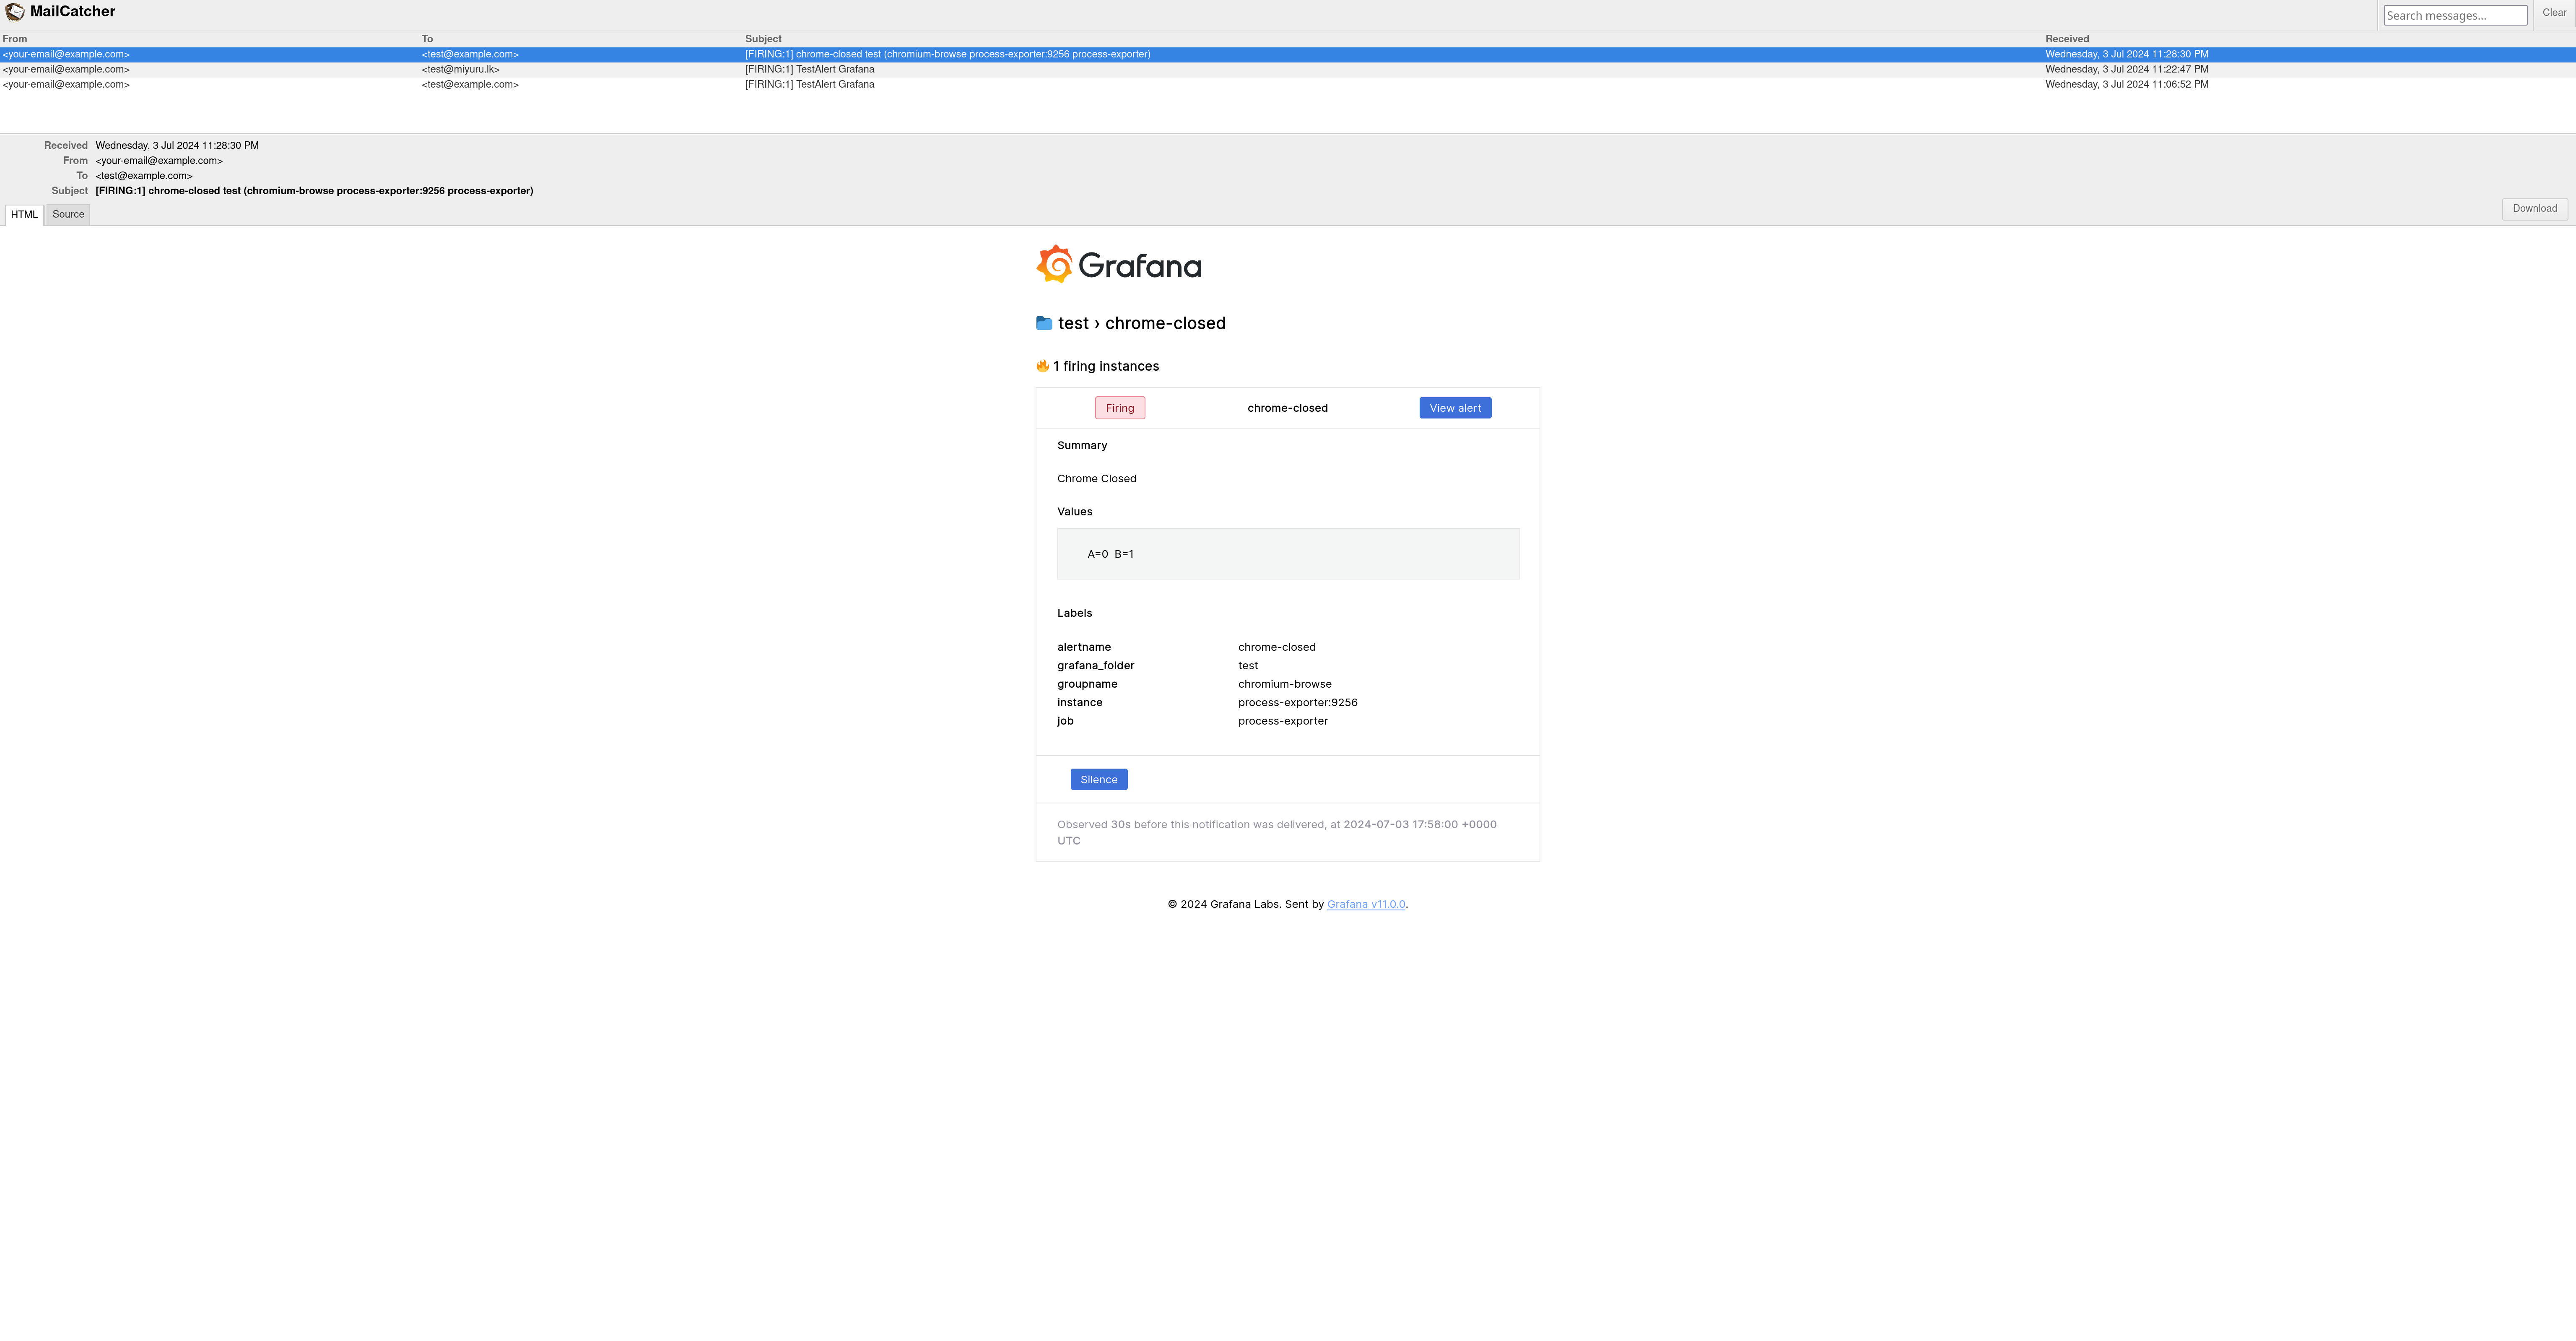 MailCatcher
Search messages...
Clear
From To Subject Received
<your-email@example.com> <test@example.com> [FIRING:1] chrome-closed test (chromium-browse process-exporter:9256 process-exporter) Wednesday, 3 Jul 2024 11:28:30 PM
<your-email@example.com> <test@miyuru.lk> [FIRING:1] TestAlert Grafana Wednesday, 3 Jul 2024 11:22:47 PM
<your-email@example.com> <test@example.com> [FIRING:1] TestAlert Grafana Wednesday, 3 Jul 2024 11:06:52 PM
Received Wednesday, 3 Jul 2024 11:28:30 PM
From <your-email@example.com>
To <test@example.com>
Subject [FIRING:1] chrome-closed test (chromium-browse process-exporter:9256 process-exporter)
HTML Source Download
Grafana
test › chrome-closed
1 firing instances
Firing chrome-closed View alert
Summary
Chrome Closed
Values
A=0 B=1
Labels
alertname chrome-closed
grafana_folder test
groupname chromium-browse
instance process-exporter:9256
job process-exporter
Silence
Observed 30s before this notification was delivered, at 2024-07-03 17:58:00 +0000
UTC
© 2024 Grafana Labs. Sent by Grafana v11.0.0.